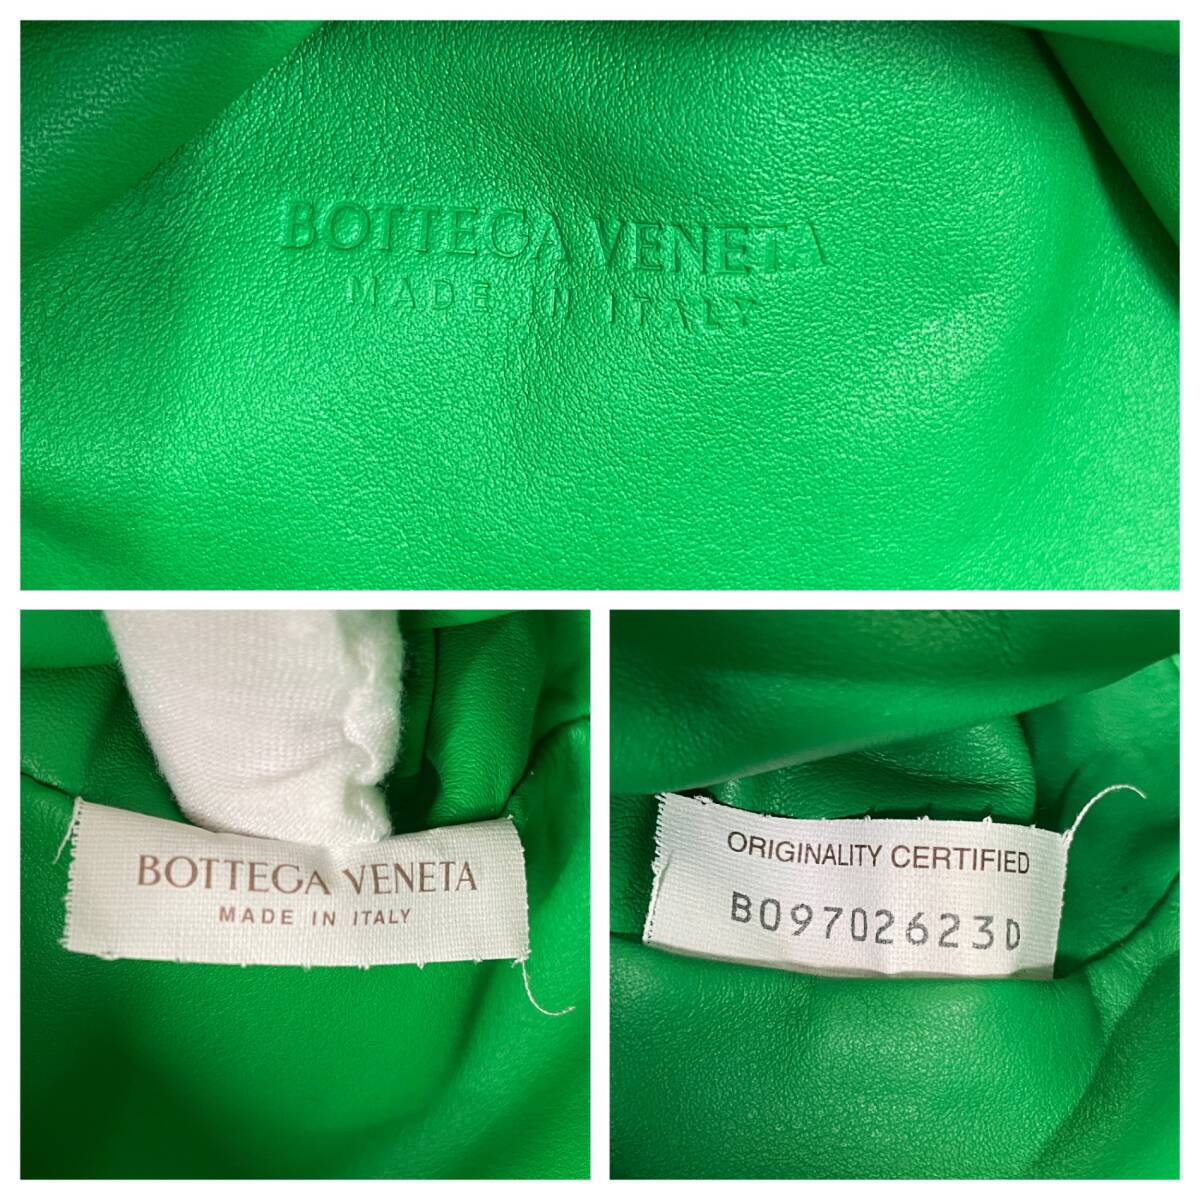 BOTTEGA VENETA
MADE IN ITALY
BOTTEGA VENETA
MADE IN ITALY
ORIGINALITY CERTIFIED
B09702623D